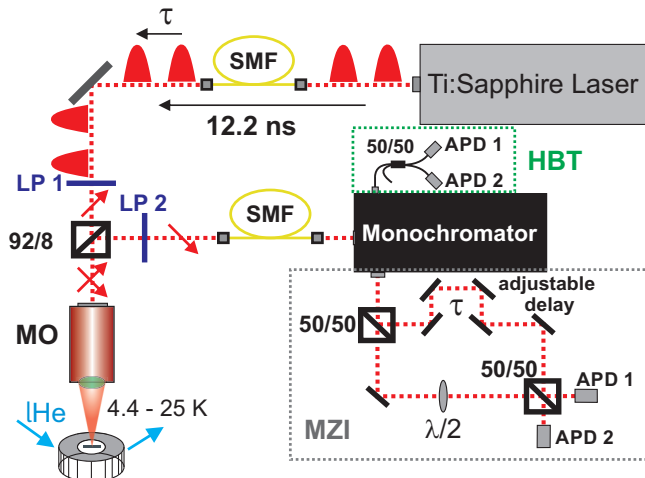 τ
SMF
Ti:Sapphire Laser
12.2 ns
50/50
APD 1
HBT
APD 2
LP 1
LP 2
92/8
SMF
Monochromator
adjustable
delay
τ
MO
50/50
50/50
APD 1
lHe
4.4 - 25 K
λ/2
MZI
APD 2